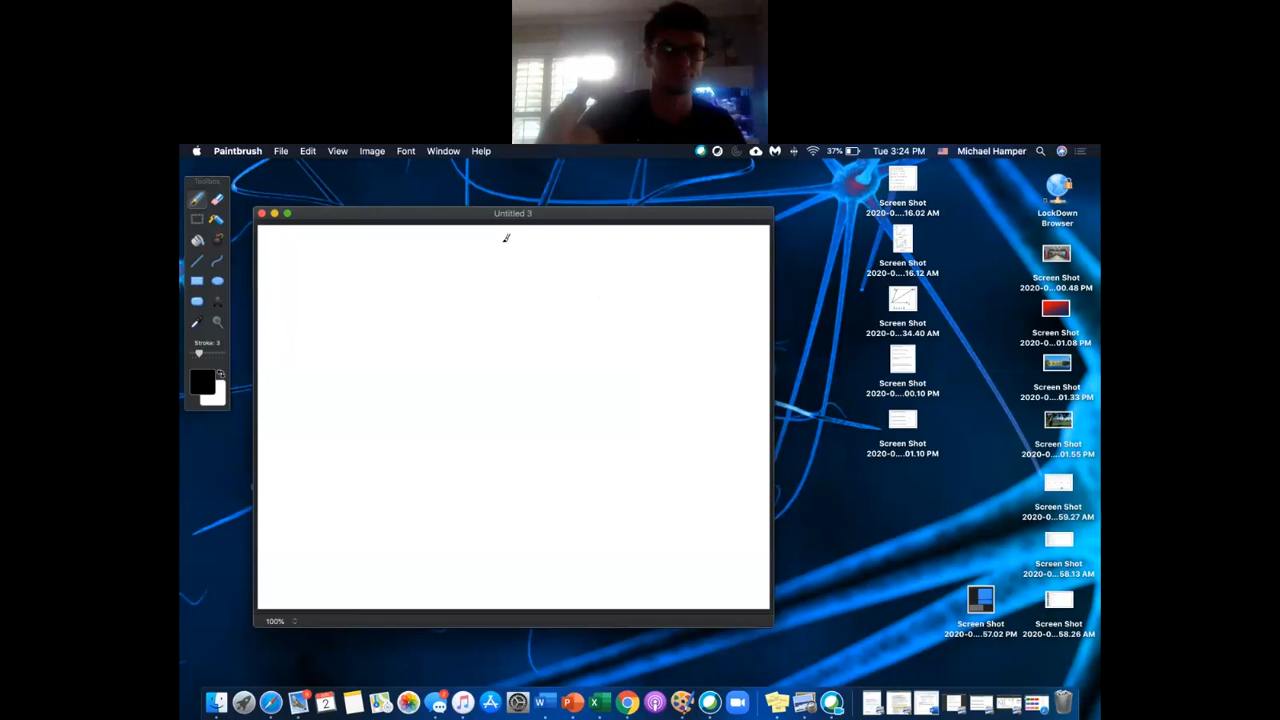 Paintbrush File Edit View Image Font Window Help 37% Tue 3:24 PM Michael Hamper
Toolbox
Untitled 3
Stroke: 3
100%
Screen Shot
2020-0....16.02 AM
Screen Shot
2020-0....16.12 AM
Screen Shot
2020-0....34.40 AM
Screen Shot
2020-0....00.10 PM
Screen Shot
2020-0....01.10 PM
LockDown
Browser
Screen Shot
2020-0...00.48 PM
Screen Shot
2020-0....01.08 PM
Screen Shot
2020-0....01.33 PM
Screen Shot
2020-0....01.55 PM
Screen Shot
2020-0...59.27 AM
Screen Shot
2020-0...58.13 AM
Screen Shot
2020-0...57.02 PM
Screen Shot
2020-0...58.26 AM